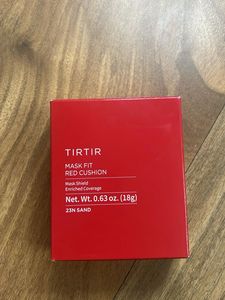 TIRTIR
MASK FIT
RED CUSHION
Mask Shield
Enriched Coverage
Net. Wt. 0.63 oz. (18g)
23N SAND